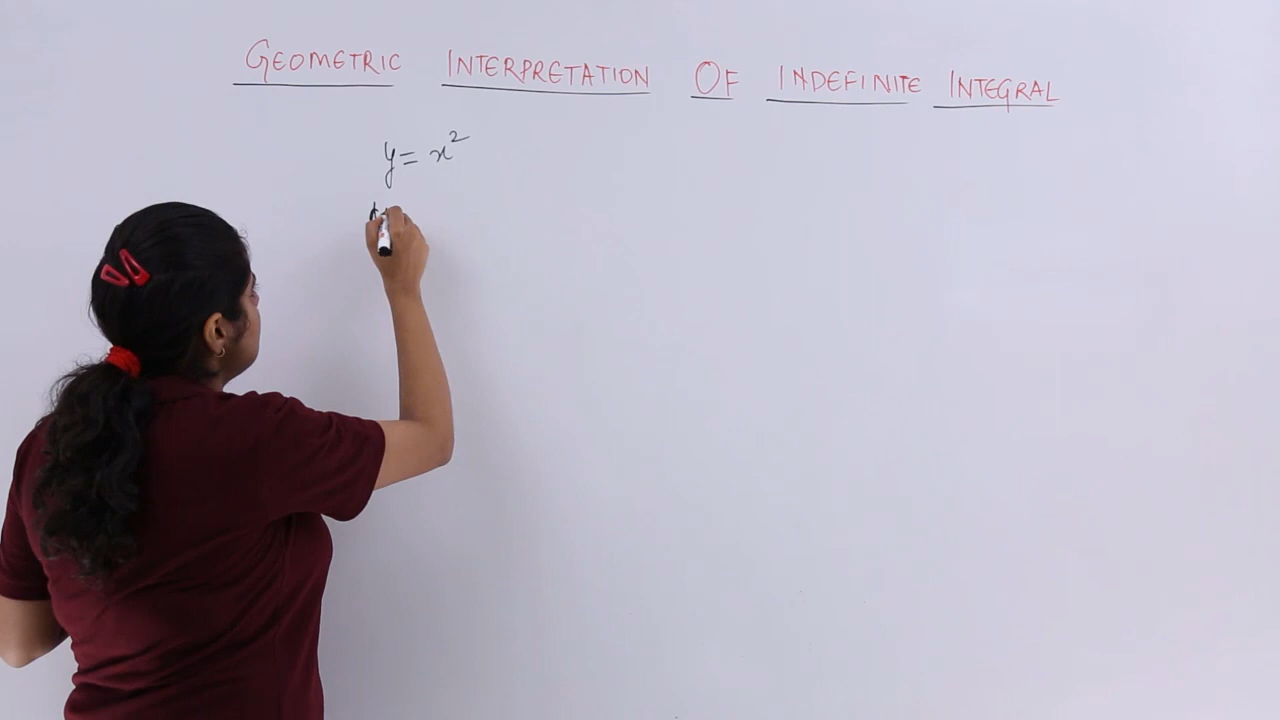 GEOMETRIC INTERPRETATION OF INDEFINITE INTEGRAL
y = x²